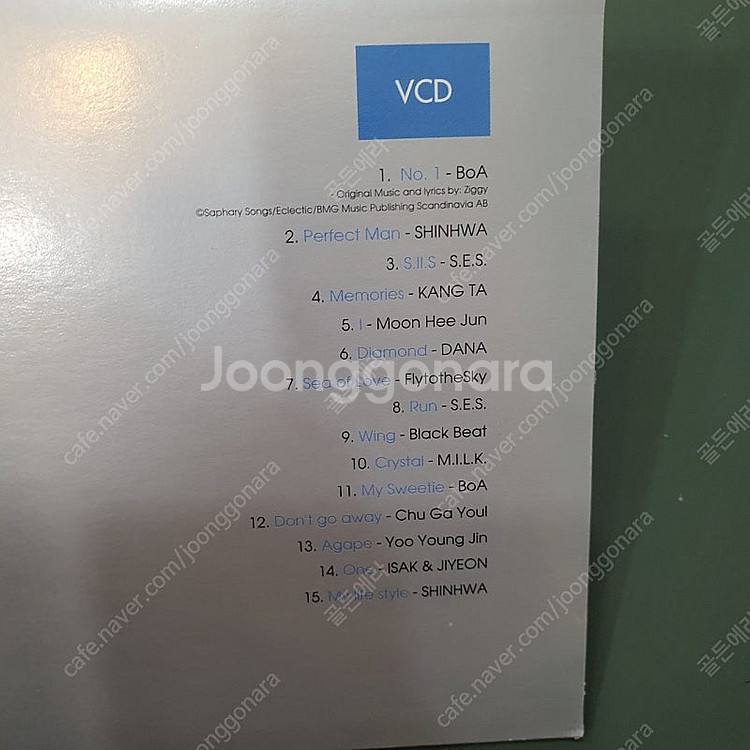 VCD
1. No. 1 - BoA
- Original Music and lyrics by: Ziggy
©Saphary Songs/Eclectic/BMG Music Publishing Scandinavia AB
2. Perfect Man - SHINHWA
3. S.II.S - S.E.S.
4. Memories - KANG TA
5. I - Moon Hee Jun
6. Diamond - DANA
7. Sea of Love - FlytotheSky
Joonggonara
8. Run - S.E.S.
9. Wing - Black Beat
10. Crystal - M.I.L.K.
11. My Sweetie - BoA
12. Don't go away - Chu Ga Youl
13. Agape - Yoo Young Jin
14. One - ISAK & JIYEON
15. My life style - SHINHWA
cafe.naver.com/joonggonara
골든에라